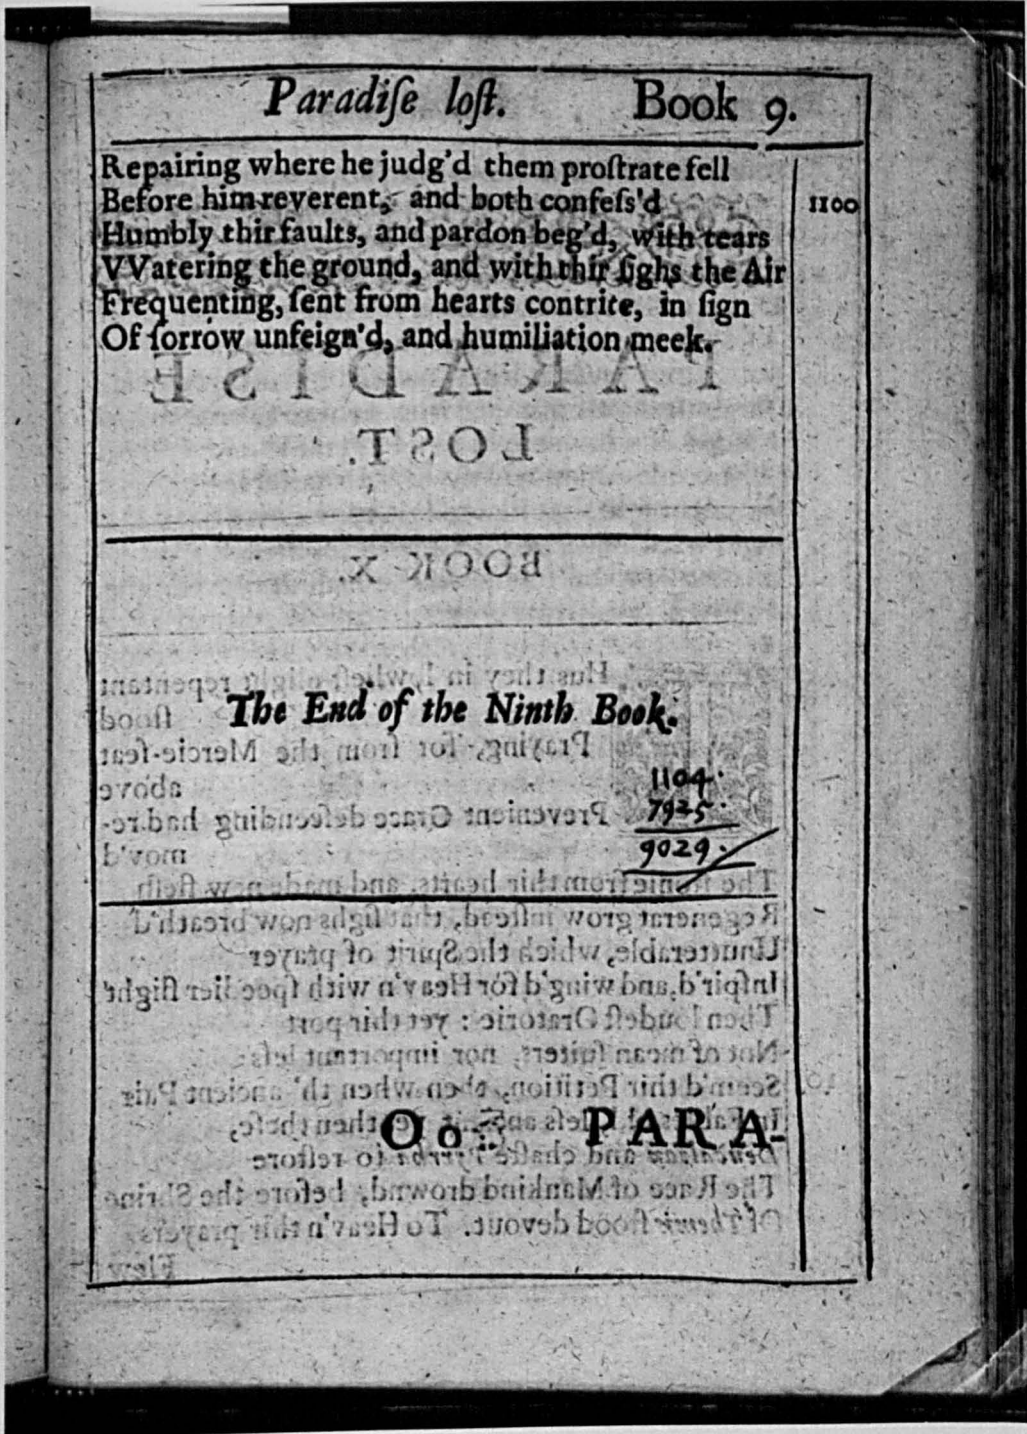 Paradiſe loſt. Book 9.
Repairing where he judg'd them proſtrate fell
Before him reverent, and both confeſs'd 1100
Humbly thir faults, and pardon beg'd, with tears
VVatering the ground, and with thir ſighs the Air
Frequenting, ſent from hearts contrite, in ſign
Of ſorrow unfeign'd, and humiliation meek.
The End of the Ninth Book.
1104.
7925.
9029.
O o PARA-